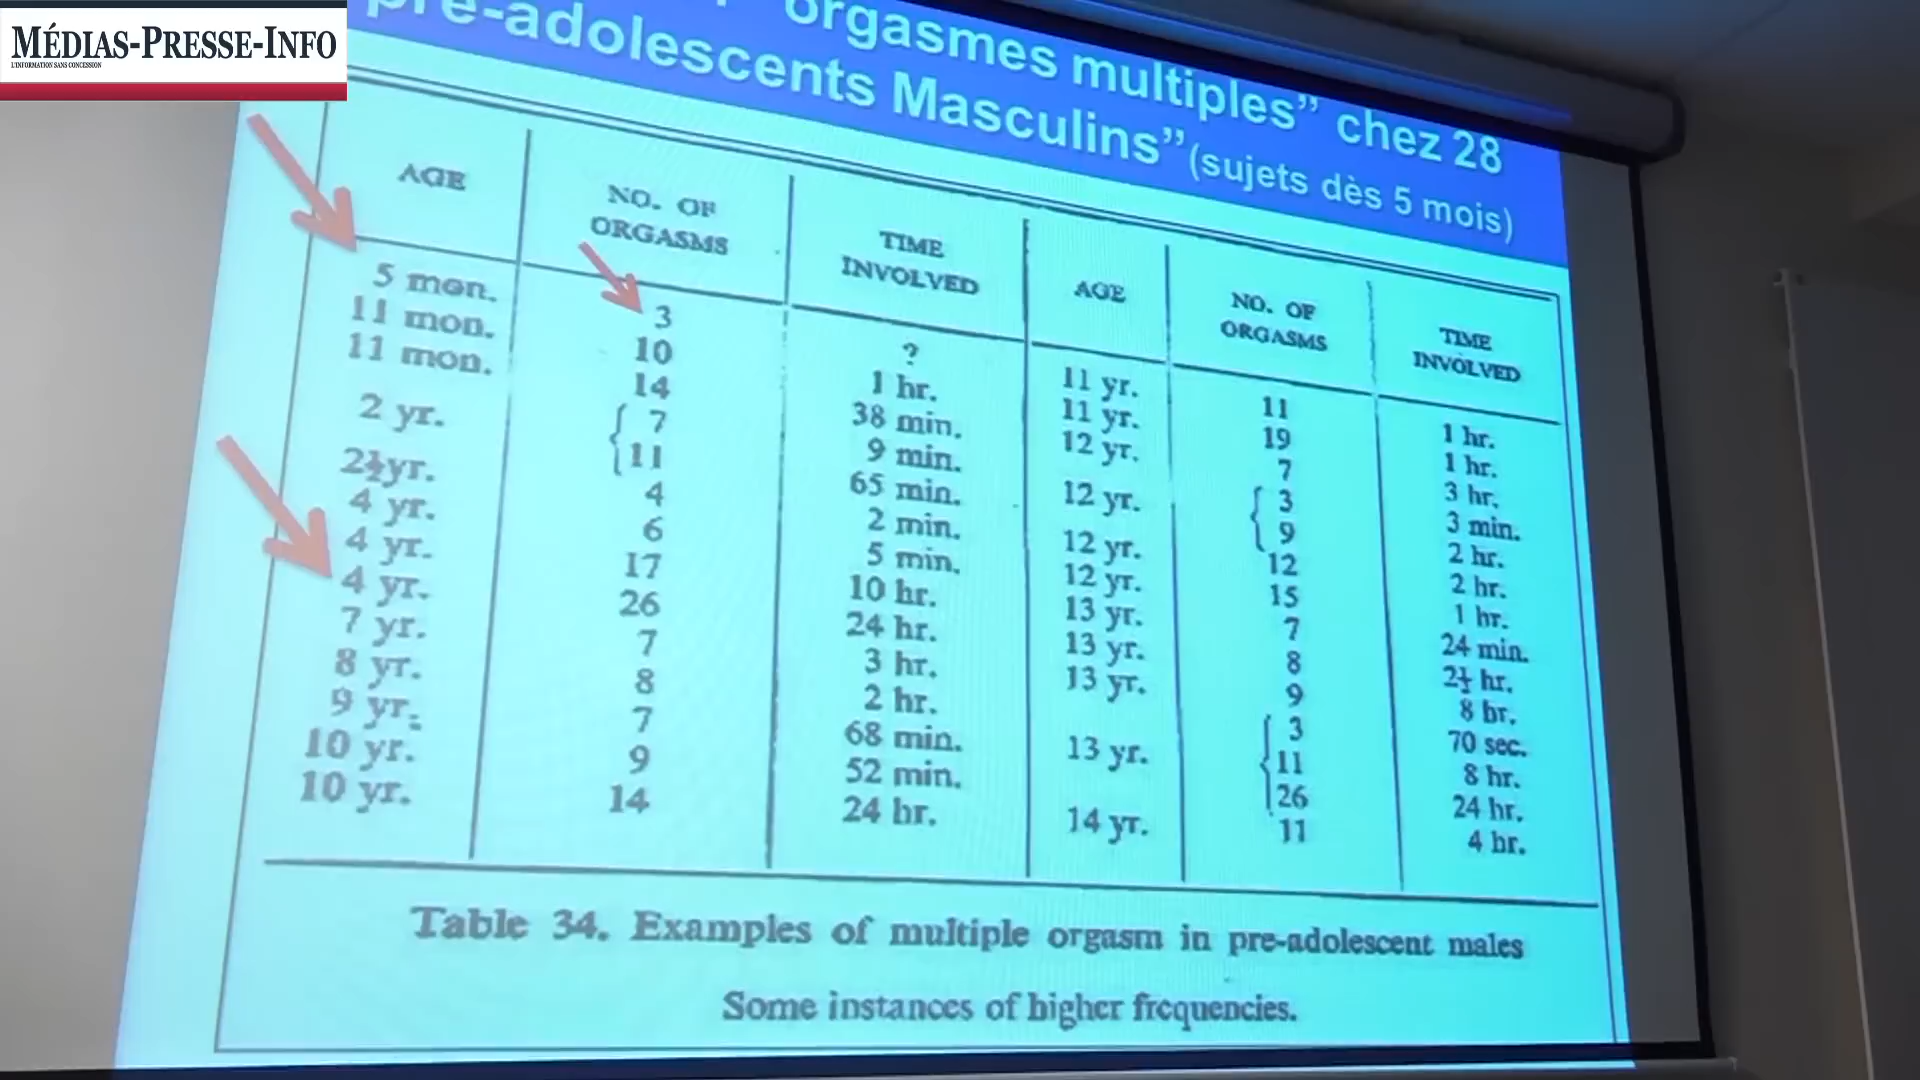 MÉDIAS-PRESSE-INFO
L'INFORMATION SANS CONCESSION
orgasmes multiples” chez 28
pre-adolescents Masculins” (sujets dès 5 mois)
AGE
NO. OF
ORGASMS
TIME
INVOLVED
AGE
NO. OF
ORGASMS
TIME
INVOLVED
5 mon.
11 mon.
11 mon.
2 yr.
2½ yr.
4 yr.
4 yr.
4 yr.
7 yr.
8 yr.
9 yr.
10 yr.
10 yr.
3
10
14
7
11
4
6
17
26
7
8
7
9
14
?
1 hr.
38 min.
9 min.
65 min.
2 min.
5 min.
10 hr.
24 hr.
3 hr.
2 hr.
68 min.
52 min.
24 hr.
11 yr.
11 yr.
12 yr.
12 yr.
12 yr.
12 yr.
13 yr.
13 yr.
13 yr.
13 yr.
14 yr.
11
19
7
3
9
12
15
7
8
9
3
11
26
11
1 hr.
1 hr.
3 hr.
3 min.
2 hr.
2 hr.
1 hr.
24 min.
2½ hr.
8 hr.
70 sec.
8 hr.
24 hr.
4 hr.
Table 34. Examples of multiple orgasm in pre-adolescent males
Some instances of higher frequencies.